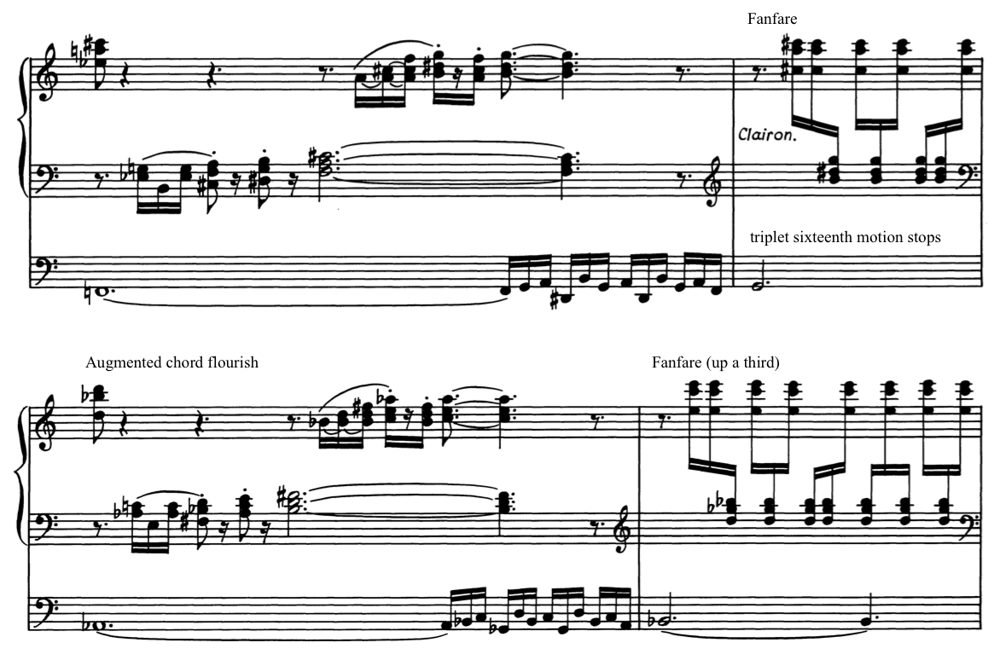 Fanfare
Clairon.
triplet sixteenth motion stops
Augmented chord flourish
Fanfare (up a third)